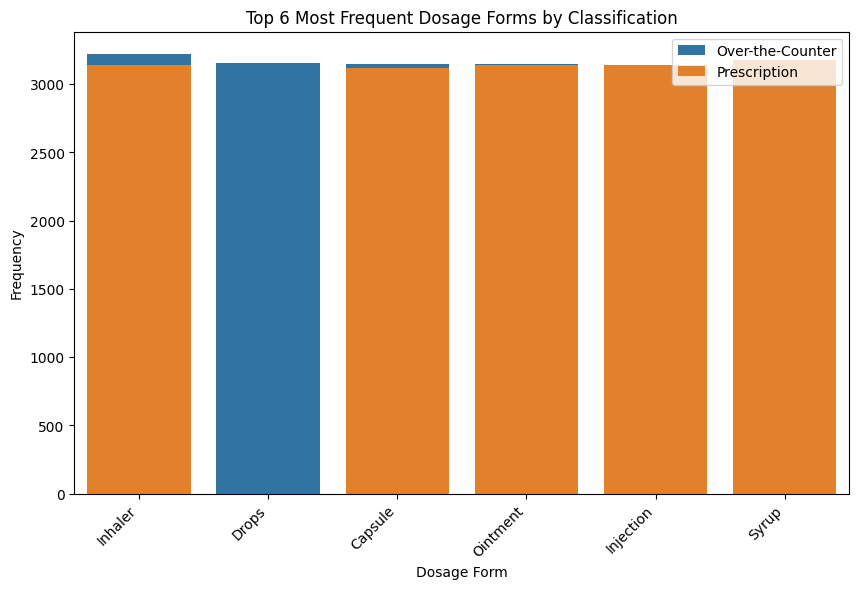 Top 6 Most Frequent Dosage Forms by Classification
Over-the-Counter
Prescription
3000
2500
2000
1500
1000
500
0
Frequency
Inhaler
Drops
Capsule
Ointment
Injection
Syrup
Dosage Form